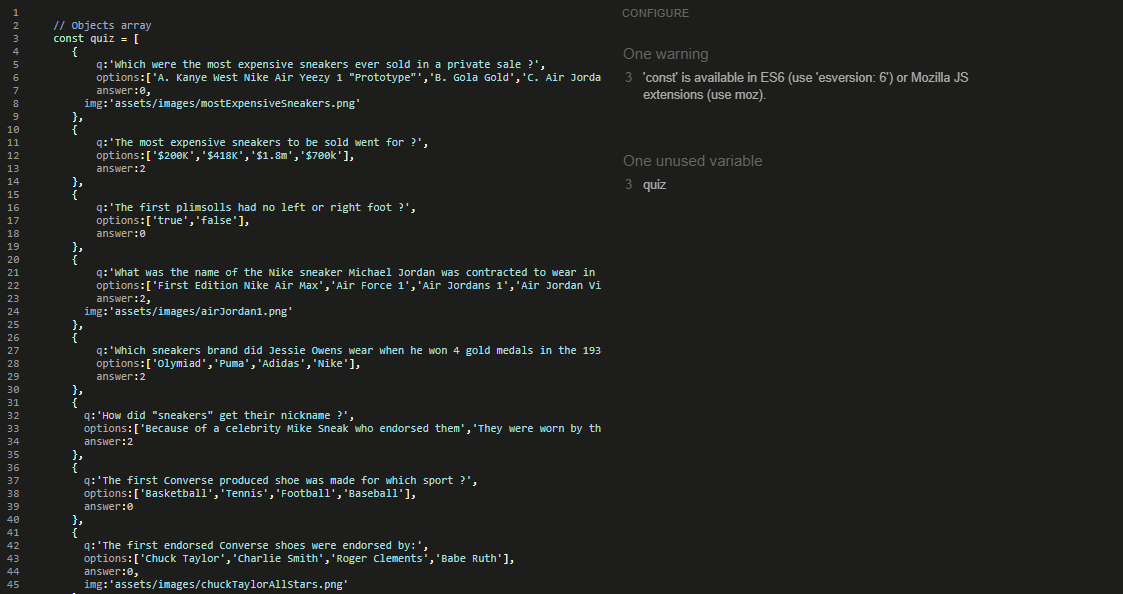 1
2 // Objects array
3 const quiz = [
4 {
5 q:'Which were the most expensive sneakers ever sold in a private sale ?',
6 options:['A. Kanye West Nike Air Yeezy 1 "Prototype"','B. Gola Gold','C. Air Jorda
7 answer:0,
8 img:'assets/images/mostExpensiveSneakers.png'
9 },
10 {
11 q:'The most expensive sneakers to be sold went for ?',
12 options:['$200K','$418K','$1.8m','$700k'],
13 answer:2
14 },
15 {
16 q:'The first plimsolls had no left or right foot ?',
17 options:['true','false'],
18 answer:0
19 },
20 {
21 q:'What was the name of the Nike sneaker Michael Jordan was contracted to wear in
22 options:['First Edition Nike Air Max','Air Force 1','Air Jordans 1','Air Jordan Vi
23 answer:2,
24 img:'assets/images/airJordan1.png'
25 },
26 {
27 q:'Which sneakers brand did Jessie Owens wear when he won 4 gold medals in the 193
28 options:['Olymiad','Puma','Adidas','Nike'],
29 answer:2
30 },
31 {
32 q:'How did "sneakers" get their nickname ?',
33 options:['Because of a celebrity Mike Sneak who endorsed them','They were worn by th
34 answer:2
35 },
36 {
37 q:'The first Converse produced shoe was made for which sport ?',
38 options:['Basketball','Tennis','Football','Baseball'],
39 answer:0
40 },
41 {
42 q:'The first endorsed Converse shoes were endorsed by:',
43 options:['Chuck Taylor','Charlie Smith','Roger Clements','Babe Ruth'],
44 answer:0,
45 img:'assets/images/chuckTaylorAllStars.png'
CONFIGURE
One warning
3 'const' is available in ES6 (use 'esversion: 6') or Mozilla JS
extensions (use moz).
One unused variable
3 quiz